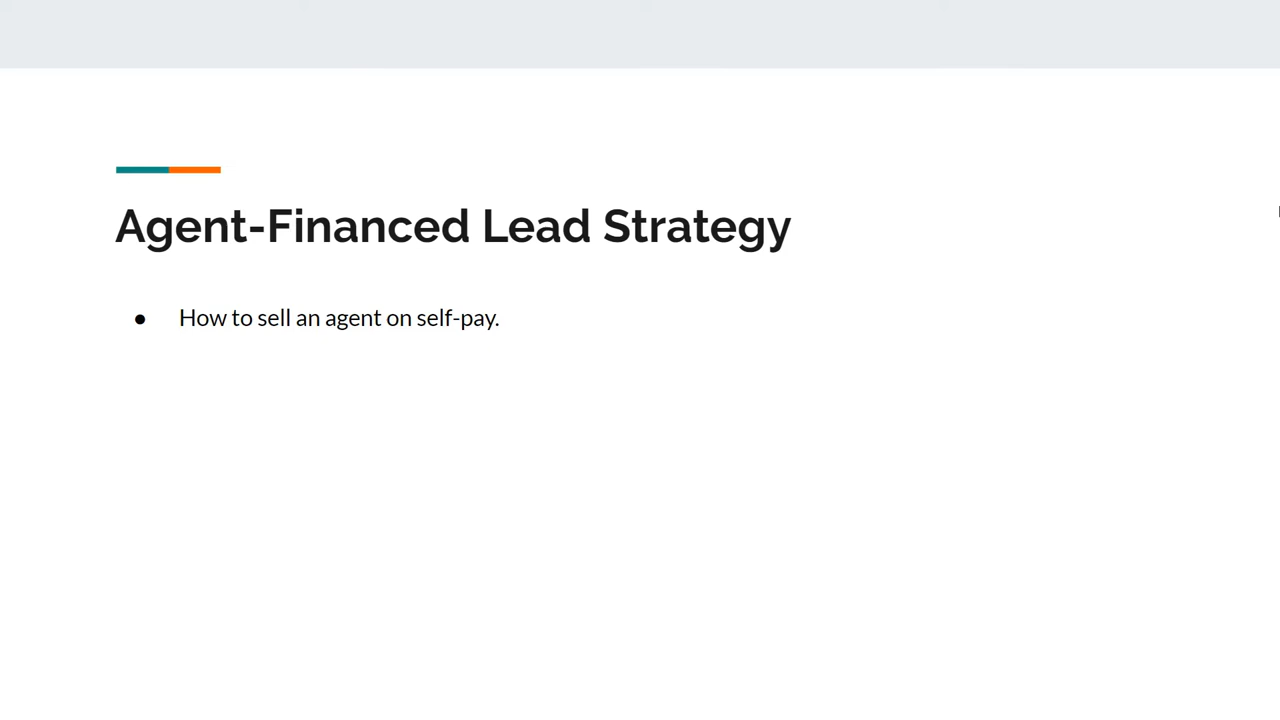 Agent-Financed Lead Strategy
● How to sell an agent on self-pay.